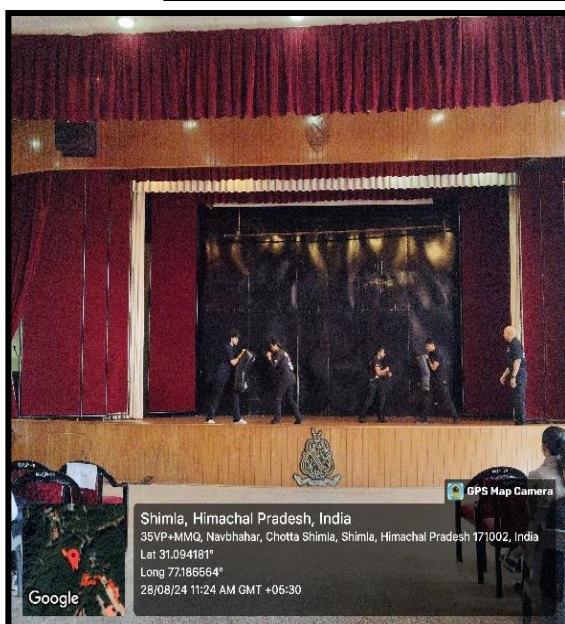 GPS Map Camera
Shimla, Himachal Pradesh, India
35VP+MMQ, Navbhahar, Chotta Shimla, Shimla, Himachal Pradesh 171002, India
Lat 31.094181°
Long 77.186564°
28/08/24 11:24 AM GMT +05:30
Google